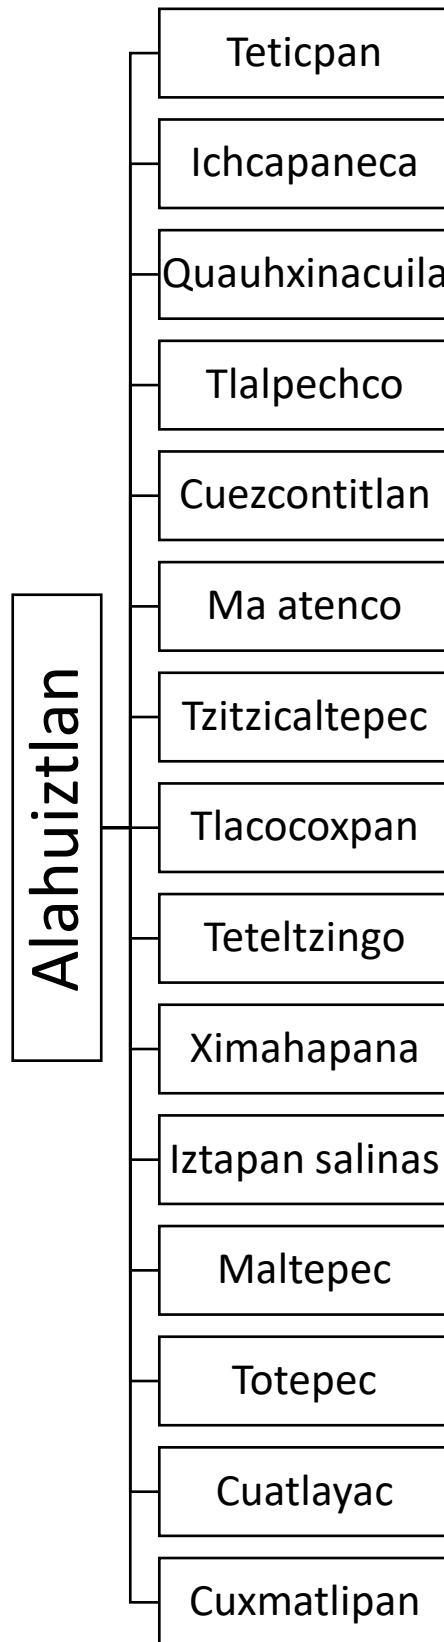 Alahuiztlan
Teticpan
Ichcapaneca
Quauhxinacuila
Tlalpechco
Cuezcontitlan
Ma atenco
Tzitzicaltepec
Tlacocoxpan
Teteltzingo
Ximahapana
Iztapan salinas
Maltepec
Totepec
Cuatlayac
Cuxmatlipan